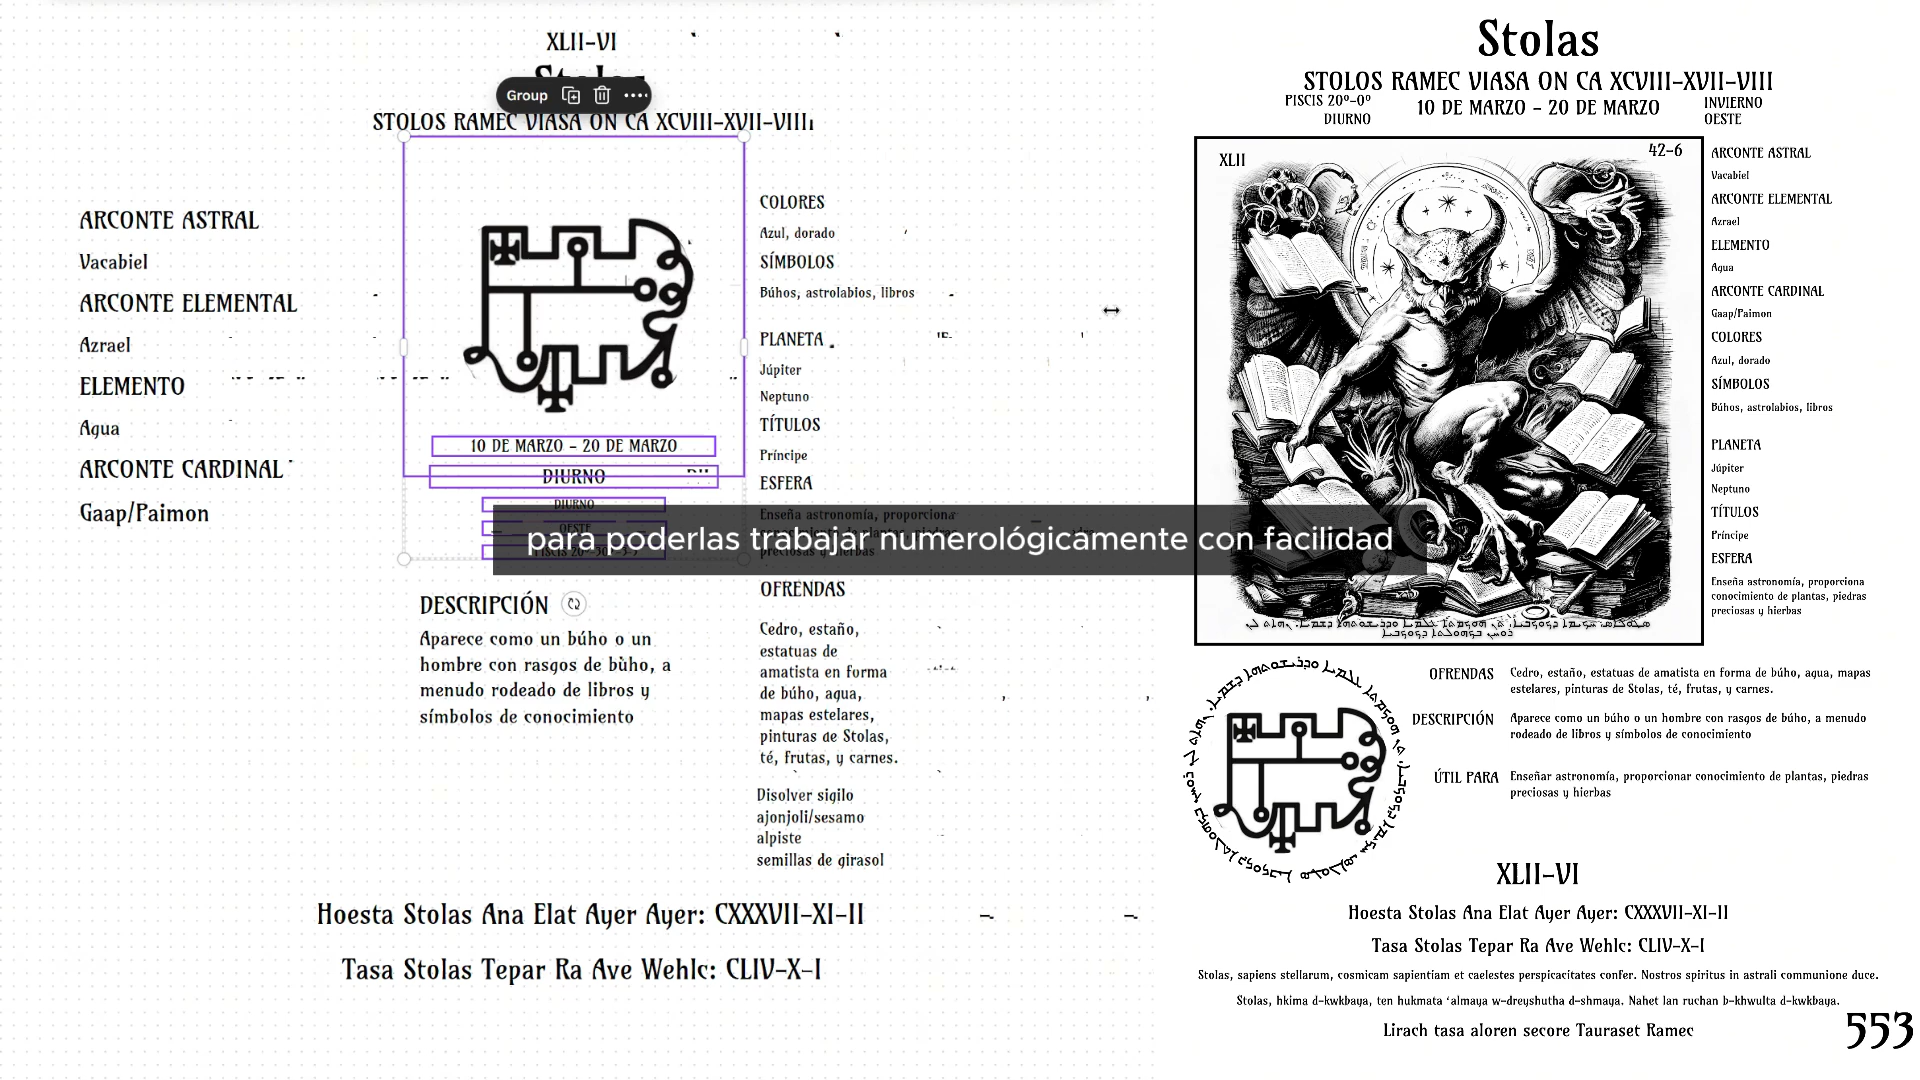 XLII-VI
Group
STOLOS RAMEC VIASA ON CA XCVIII-XVII-VIII
ARCONTE ASTRAL
Vacabiel
ARCONTE ELEMENTAL
Azrael
ELEMENTO
Agua
ARCONTE CARDINAL
Gaap/Paimon
10 DE MARZO - 20 DE MARZO
DIURNO
DIURNO
OESTE
DESCRIPCIÓN
Aparece como un búho o un
hombre con rasgos de bùho, a
menudo rodeado de libros y
símbolos de conocimiento
COLORES
Azul, dorado
SÍMBOLOS
Búhos, astrolabios, libros
PLANETA
Júpiter
Neptuno
TÍTULOS
Príncipe
ESFERA
Enseña astronomía, proporciona
preciosas y hierbas
OFRENDAS
Cedro, estaño,
estatuas de
amatista en forma
de búho, agua,
mapas estelares,
pinturas de Stolas,
té, frutas, y carnes.
Disolver sigilo
ajonjoli/sesamo
alpiste
semillas de girasol
Hoesta Stolas Ana Elat Ayer Ayer: CXXXVII-XI-II
Tasa Stolas Tepar Ra Ave Wehlc: CLIV-X-I
para poderlas trabajar numerológicamente con facilidad
Stolas
STOLOS RAMEC VIASA ON CA XCVIII-XVII-VIII
PISCIS 20º-0º
DIURNO
10 DE MARZO - 20 DE MARZO
INVIERNO
OESTE
XLII
42-6
ARCONTE ASTRAL
Vacabiel
ARCONTE ELEMENTAL
Azrael
ELEMENTO
Agua
ARCONTE CARDINAL
Gaap/Paimon
COLORES
Azul, dorado
SÍMBOLOS
Búhos, astrolabios, libros
PLANETA
Júpiter
Neptuno
TÍTULOS
Príncipe
ESFERA
Enseña astronomía, proporciona
conocimiento de plantas, piedras
preciosas y hierbas
OFRENDAS
Cedro, estaño, estatuas de amatista en forma de búho, agua, mapas
estelares, pinturas de Stolas, té, frutas, y carnes.
DESCRIPCIÓN
Aparece como un búho o un hombre con rasgos de búho, a menudo
rodeado de libros y símbolos de conocimiento
ÚTIL PARA
Enseñar astronomía, proporcionar conocimiento de plantas, piedras
preciosas y hierbas
XLII-VI
Hoesta Stolas Ana Elat Ayer Ayer: CXXXVII-XI-II
Tasa Stolas Tepar Ra Ave Wehlc: CLIV-X-I
Stolas, sapiens stellarum, cosmicam sapientiam et caelestes perspicacitates confer. Nostros spiritus in astrali communione duce.
Stolas, hkima d-kwkbaya, ten hukmata ʻalmaya w-dreyshutha d-shmaya. Nahet lan ruchan b-khwulta d-kwkbaya.
Lirach tasa aloren secore Tauraset Ramec
553